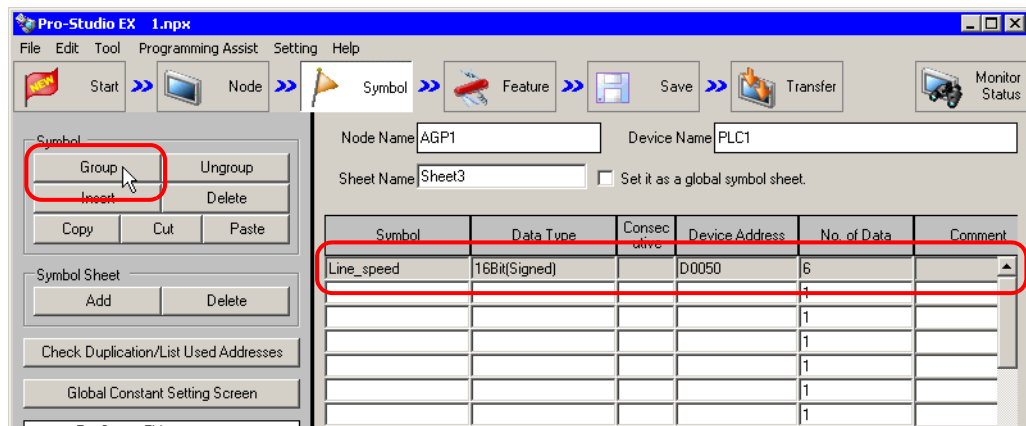 Pro-Studio EX 1.npx
File Edit Tool Programming Assist Setting Help
NEW Start Node Symbol Feature Save Transfer Monitor Status
Symbol
Group Ungroup
Insert Delete
Copy Cut Paste
Symbol Sheet
Add Delete
Check Duplication/List Used Addresses
Global Constant Setting Screen
Node Name AGP1 Device Name PLC1
Sheet Name Sheet3 Set it as a global symbol sheet.
Symbol Data Type Consecutive Device Address No. of Data Comment
Line_speed 16Bit(Signed) D0050 6
1
1
1
1
1
1